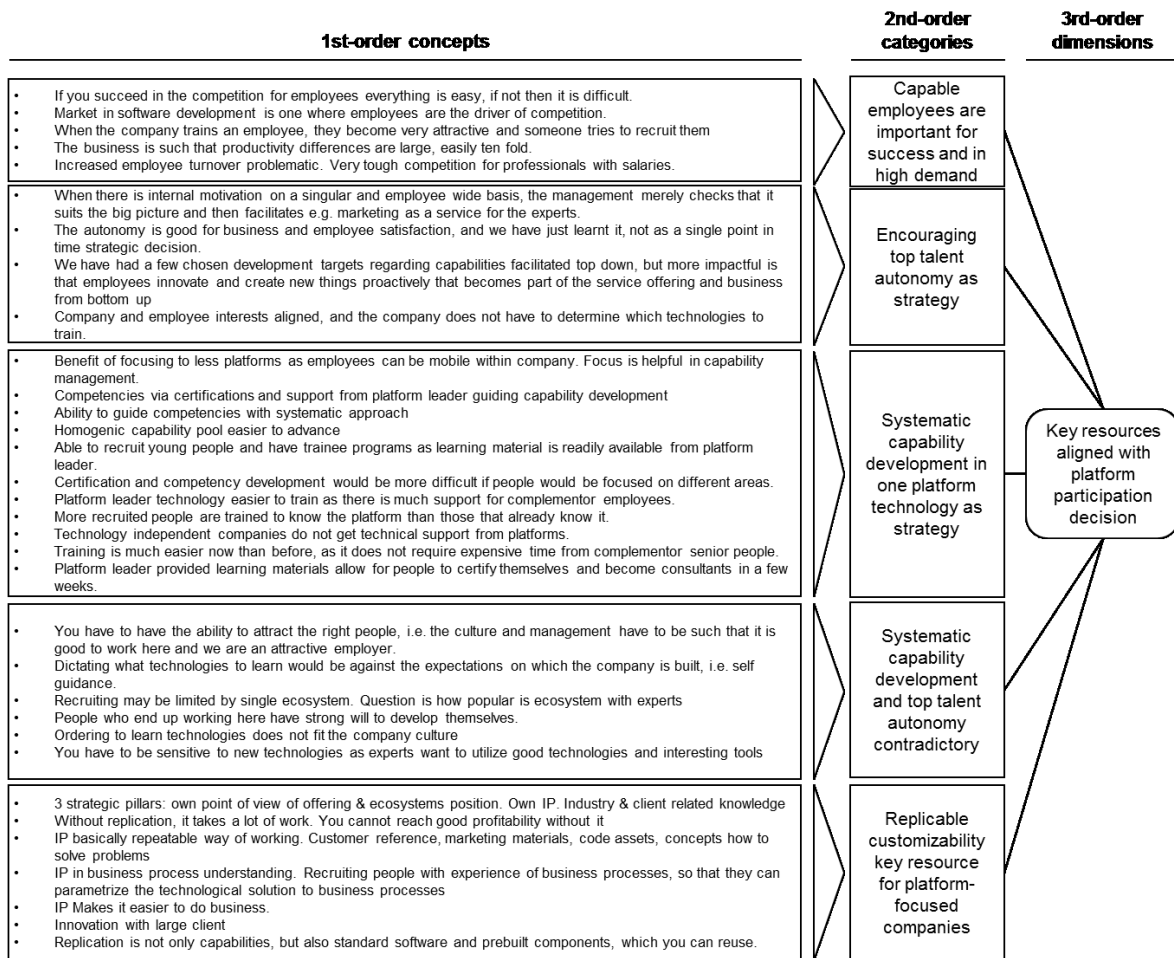 1st-order concepts
2nd-order
categories
3rd-order
dimensions
• If you succeed in the competition for employees everything is easy, if not then it is difficult.
• Market in software development is one where employees are the driver of competition.
• When the company trains an employee, they become very attractive and someone tries to recruit them
• The business is such that productivity differences are large, easily ten fold.
• Increased employee turnover problematic. Very tough competition for professionals with salaries.
Capable
employees are
important for
success and in
high demand
• When there is internal motivation on a singular and employee wide basis, the management merely checks that it
suits the big picture and then facilitates e.g. marketing as a service for the experts.
• The autonomy is good for business and employee satisfaction, and we have just learnt it, not as a single point in
time strategic decision.
• We have had a few chosen development targets regarding capabilities facilitated top down, but more impactful is
that employees innovate and create new things proactively that becomes part of the service offering and business
from bottom up
• Company and employee interests aligned, and the company does not have to determine which technologies to
train.
Encouraging
top talent
autonomy as
strategy
• Benefit of focusing to less platforms as employees can be mobile within company. Focus is helpful in capability
management.
• Competencies via certifications and support from platform leader guiding capability development
• Ability to guide competencies with systematic approach
• Homogenic capability pool easier to advance
• Able to recruit young people and have trainee programs as learning material is readily available from platform
leader.
• Certification and competency development would be more difficult if people would be focused on different areas.
• Platform leader technology easier to train as there is much support for complementor employees.
• More recruited people are trained to know the platform than those that already know it.
• Technology independent companies do not get technical support from platforms.
• Training is much easier now than before, as it does not require expensive time from complementor senior people.
• Platform leader provided learning materials allow for people to certify themselves and become consultants in a few
weeks.
Systematic
capability
development in
one platform
technology as
strategy
Key resources
aligned with
platform
participation
decision
• You have to have the ability to attract the right people, i.e. the culture and management have to be such that it is
good to work here and we are an attractive employer.
• Dictating what technologies to learn would be against the expectations on which the company is built, i.e. self
guidance.
• Recruiting may be limited by single ecosystem. Question is how popular is ecosystem with experts
• People who end up working here have strong will to develop themselves.
• Ordering to learn technologies does not fit the company culture
• You have to be sensitive to new technologies as experts want to utilize good technologies and interesting tools
Systematic
capability
development
and top talent
autonomy
contradictory
• 3 strategic pillars: own point of view of offering & ecosystems position. Own IP. Industry & client related knowledge
• Without replication, it takes a lot of work. You cannot reach good profitability without it
• IP basically repeatable way of working. Customer reference, marketing materials, code assets, concepts how to
solve problems
• IP in business process understanding. Recruiting people with experience of business processes, so that they can
parametrize the technological solution to business processes
• IP Makes it easier to do business.
• Innovation with large client
• Replication is not only capabilities, but also standard software and prebuilt components, which you can reuse.
Replicable
customizability
key resource
for platform-
focused
companies